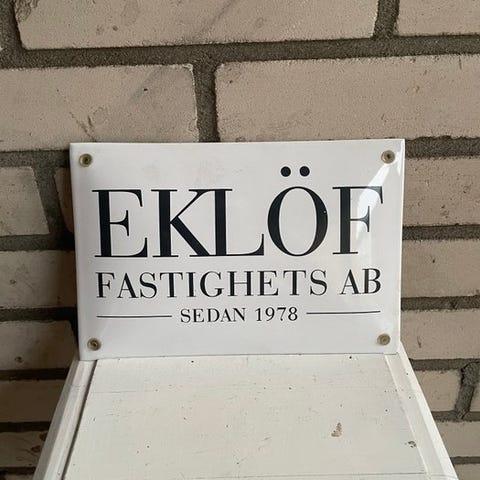 EKLÖF
FASTIGHETS AB
SEDAN 1978